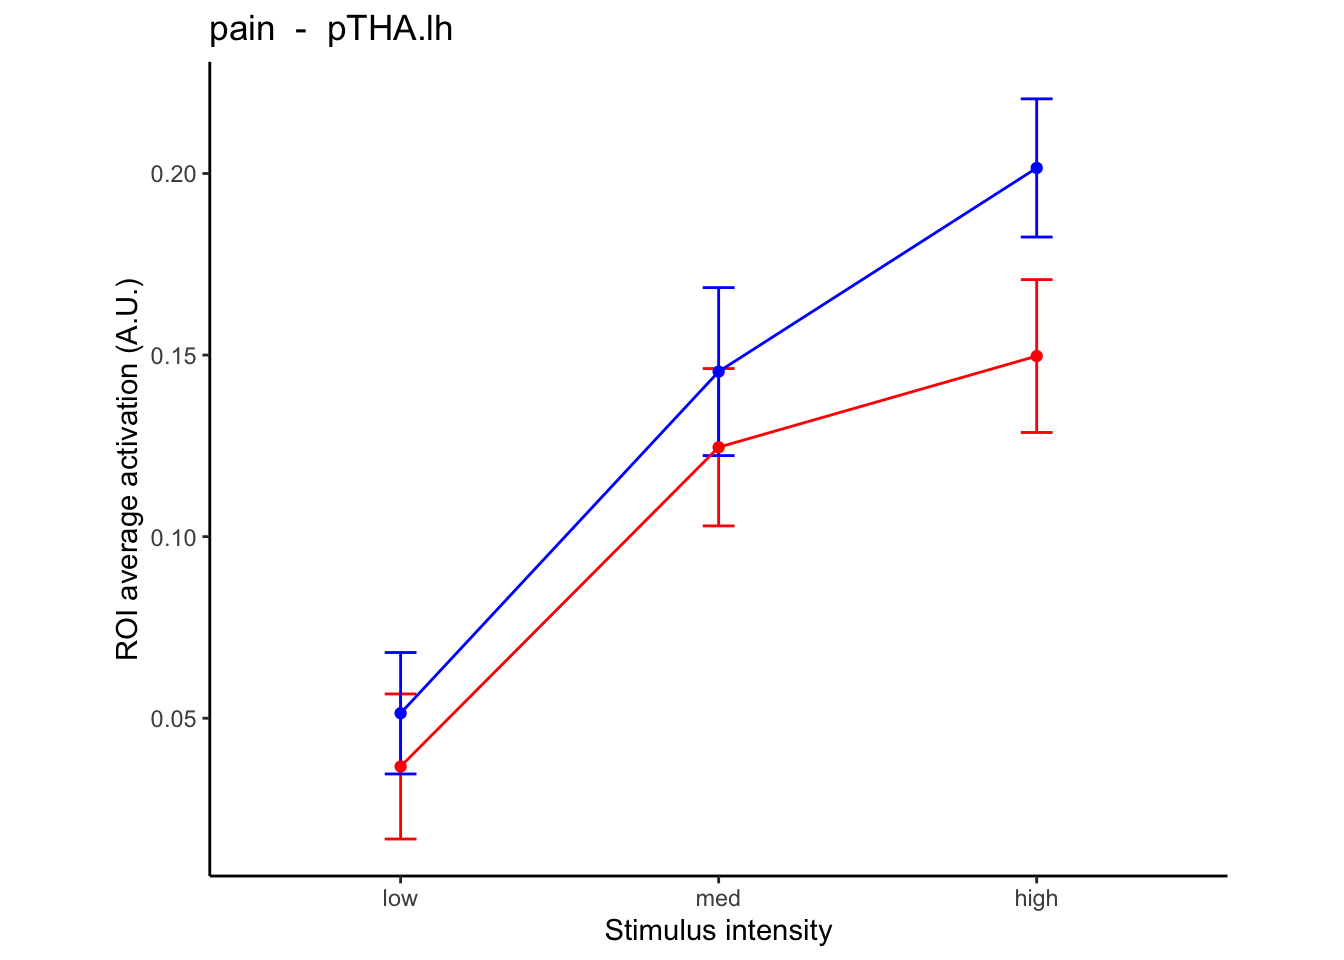 pain - pTHA.lh
ROI average activation (A.U.)
0.20
0.15
0.10
0.05
low med high
Stimulus intensity